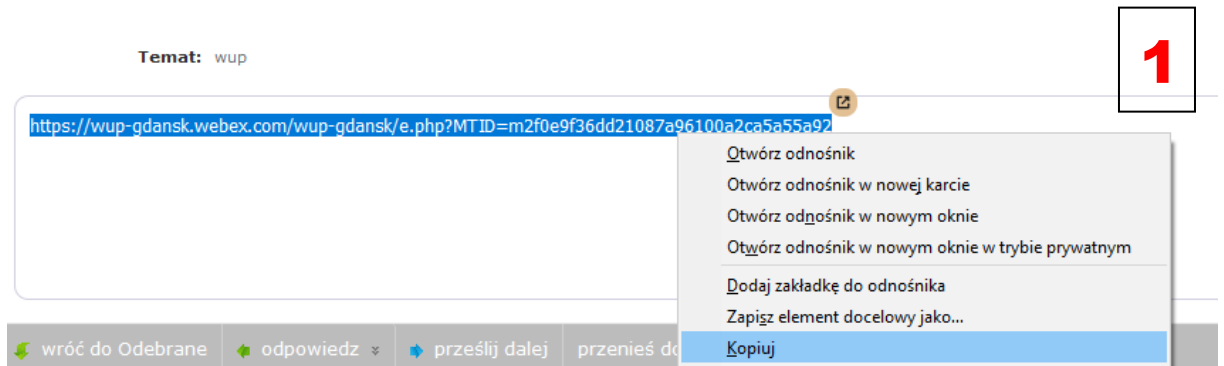 1
Temat: wup
https://wup-gdansk.webex.com/wup-gdansk/e.php?MTID=m2f0e9f36dd21087a96100a2ca5a55a92
Otwórz odnośnik
Otwórz odnośnik w nowej karcie
Otwórz odnośnik w nowym oknie
Otwórz odnośnik w nowym oknie w trybie prywatnym
Dodaj zakładkę do odnośnika
Zapisz element docelowy jako...
Kopiuj
wróć do Odebrane odpowiedz prześlij dalej przenieś do